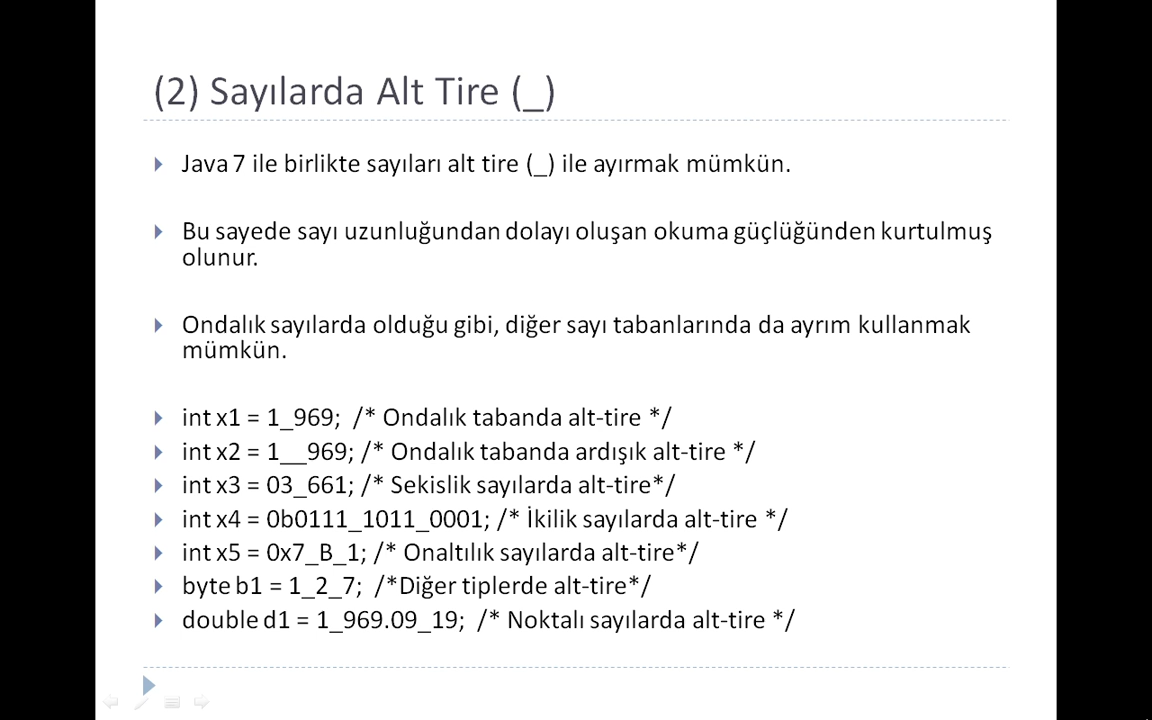 (2) Sayılarda Alt Tire (_)
Java 7 ile birlikte sayıları alt tire (_) ile ayırmak mümkün.
Bu sayede sayı uzunluğundan dolayı oluşan okuma güçlüğünden kurtulmuş
olunur.
Ondalık sayılarda olduğu gibi, diğer sayı tabanlarında da ayrım kullanmak
mümkün.
int x1 = 1_969; /* Ondalık tabanda alt-tire */
int x2 = 1__969; /* Ondalık tabanda ardışık alt-tire */
int x3 = 03_661; /* Sekislik sayılarda alt-tire*/
int x4 = 0b0111_1011_0001; /* İkilik sayılarda alt-tire */
int x5 = 0x7_B_1; /* Onaltılık sayılarda alt-tire*/
byte b1 = 1_2_7; /*Diğer tiplerde alt-tire*/
double d1 = 1_969.09_19; /* Noktalı sayılarda alt-tire */